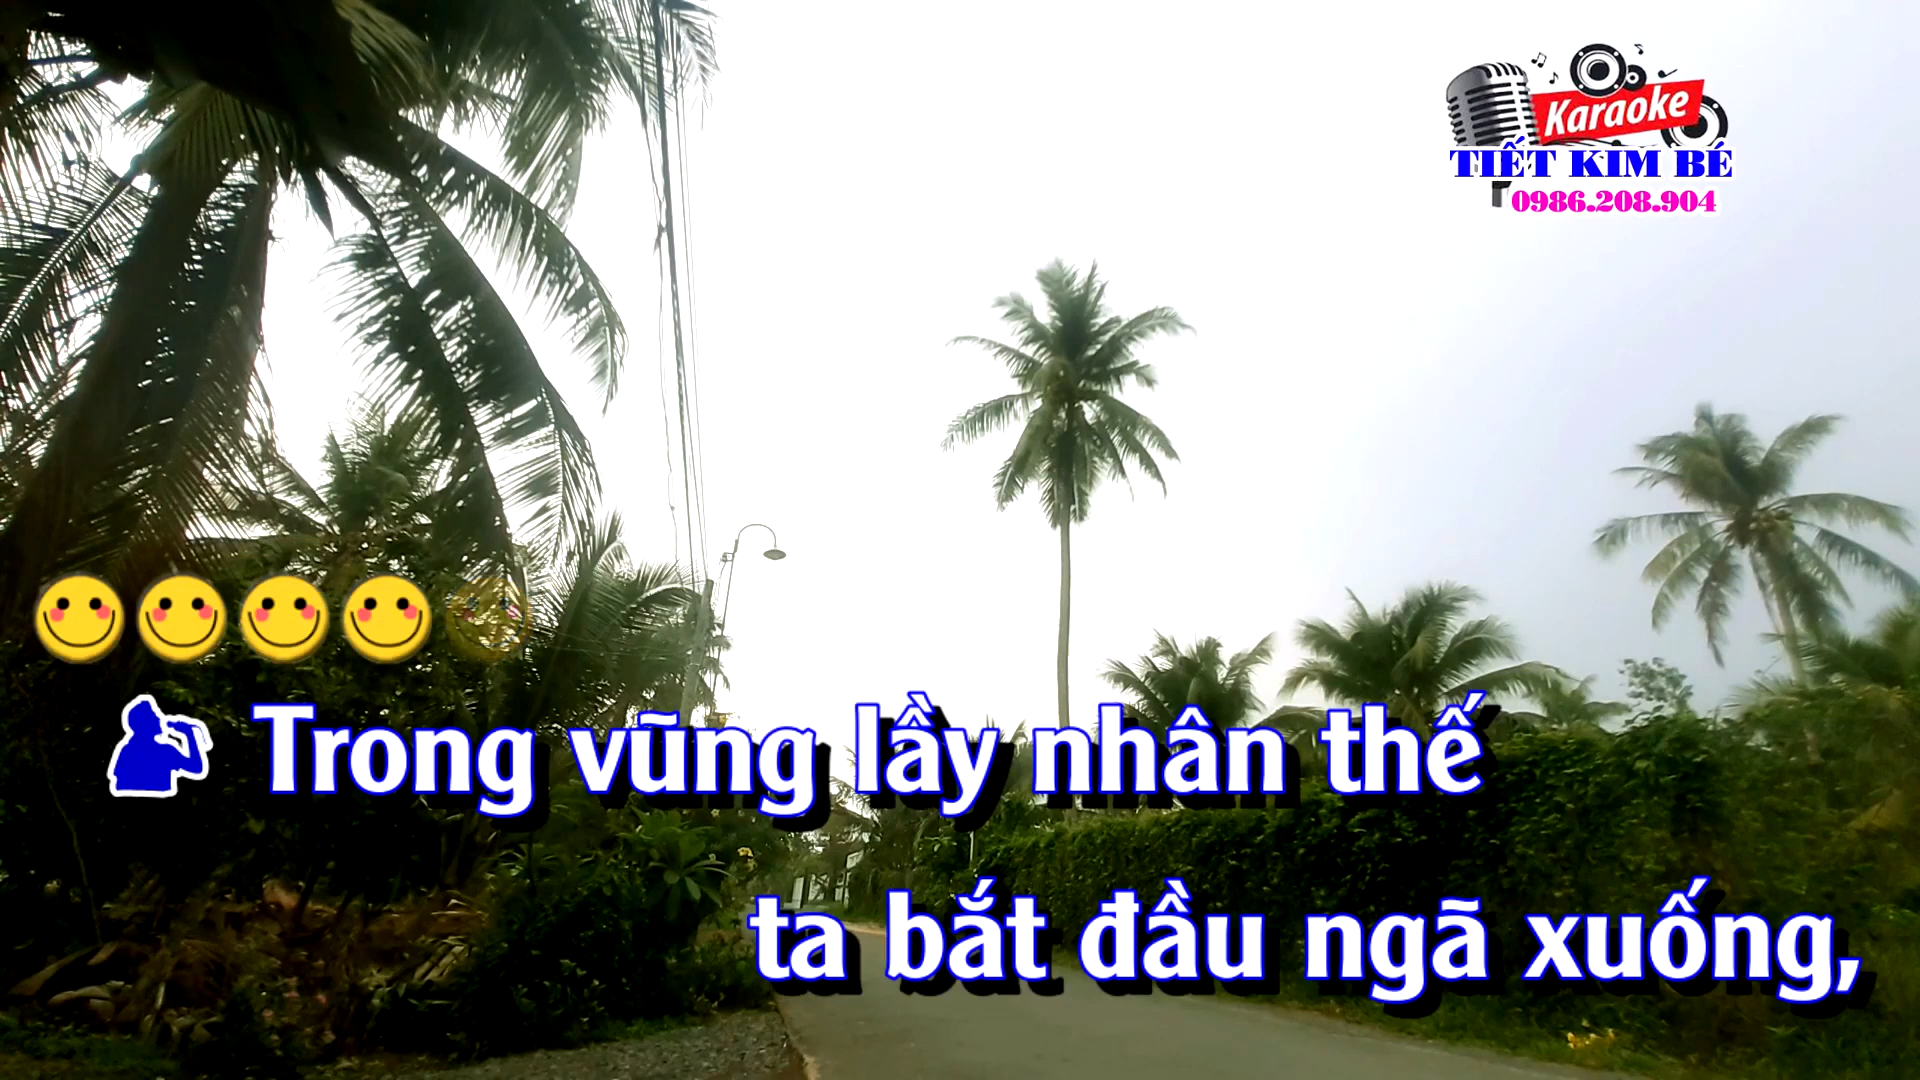 Karaoke
TIẾT KIM BÉ
0986.208.904
Trong vũng lầy nhân thế
ta bắt đầu ngã xuống,